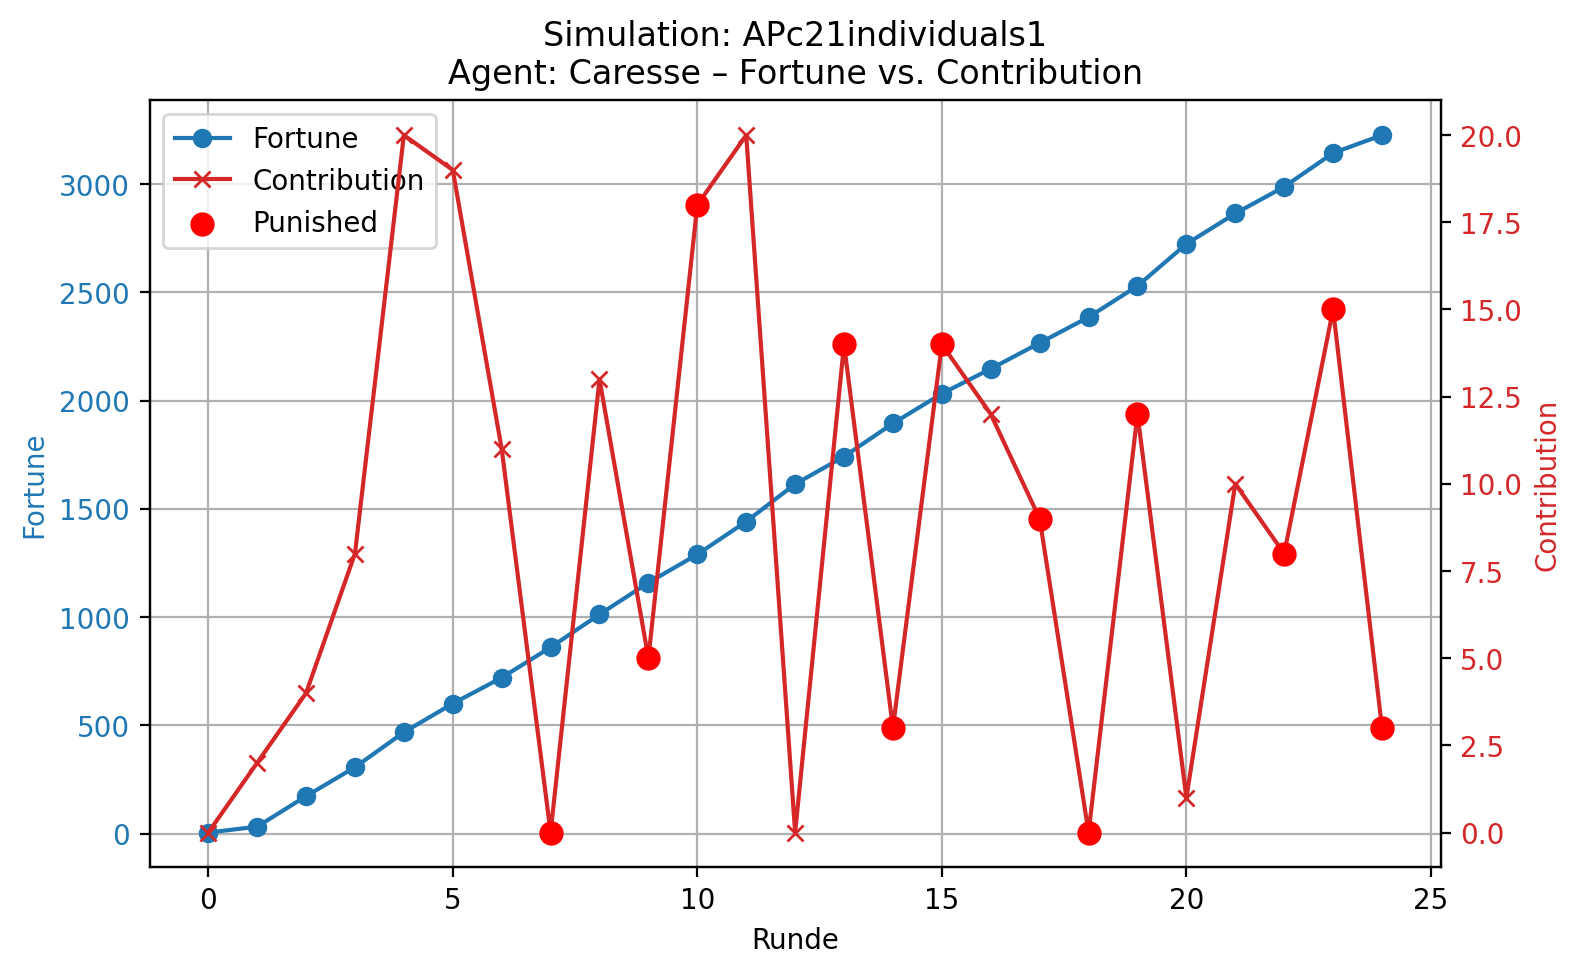 Simulation: APc21individuals1
Agent: Caresse – Fortune vs. Contribution
Fortune
Contribution
Punished
3000
2500
2000
1500
1000
500
0
Fortune
20.0
17.5
15.0
12.5
10.0
7.5
5.0
2.5
0.0
Contribution
0 5 10 15 20 25
Runde